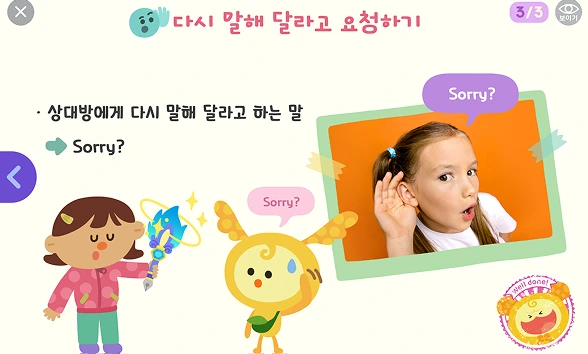 다시 말해 달라고 요청하기
3/3
보이기
· 상대방에게 다시 말해 달라고 하는 말
Sorry?
Sorry?
Sorry?
Well done!